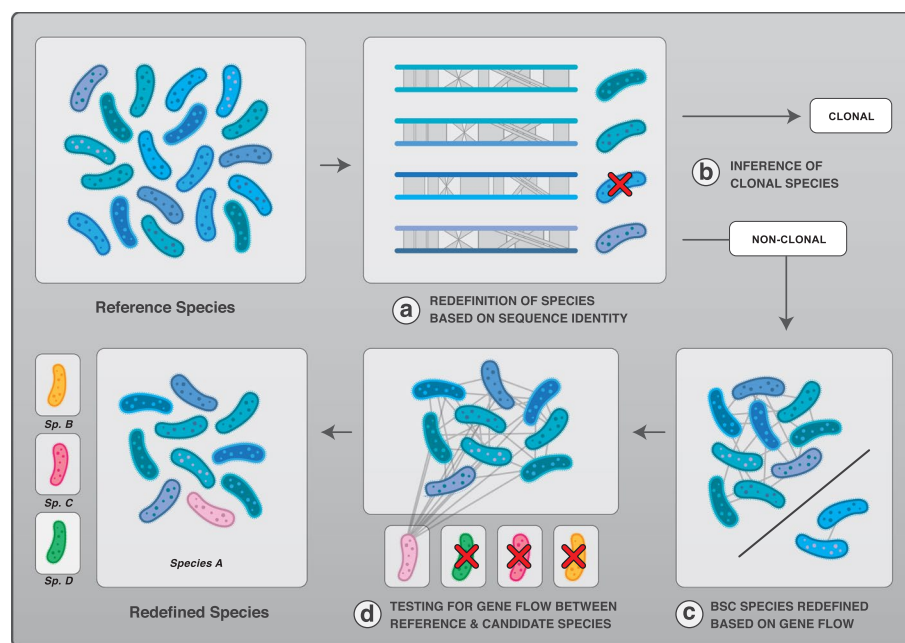 CLONAL
b
INFERENCE OF
CLONAL SPECIES
NON-CLONAL
Reference Species
a
REDEFINITION OF SPECIES
BASED ON SEQUENCE IDENTITY
Sp. B
Sp. C
Sp. D
Species A
Redefined Species
d
TESTING FOR GENE FLOW BETWEEN
REFERENCE & CANDIDATE SPECIES
c
BSC SPECIES REDEFINED
BASED ON GENE FLOW